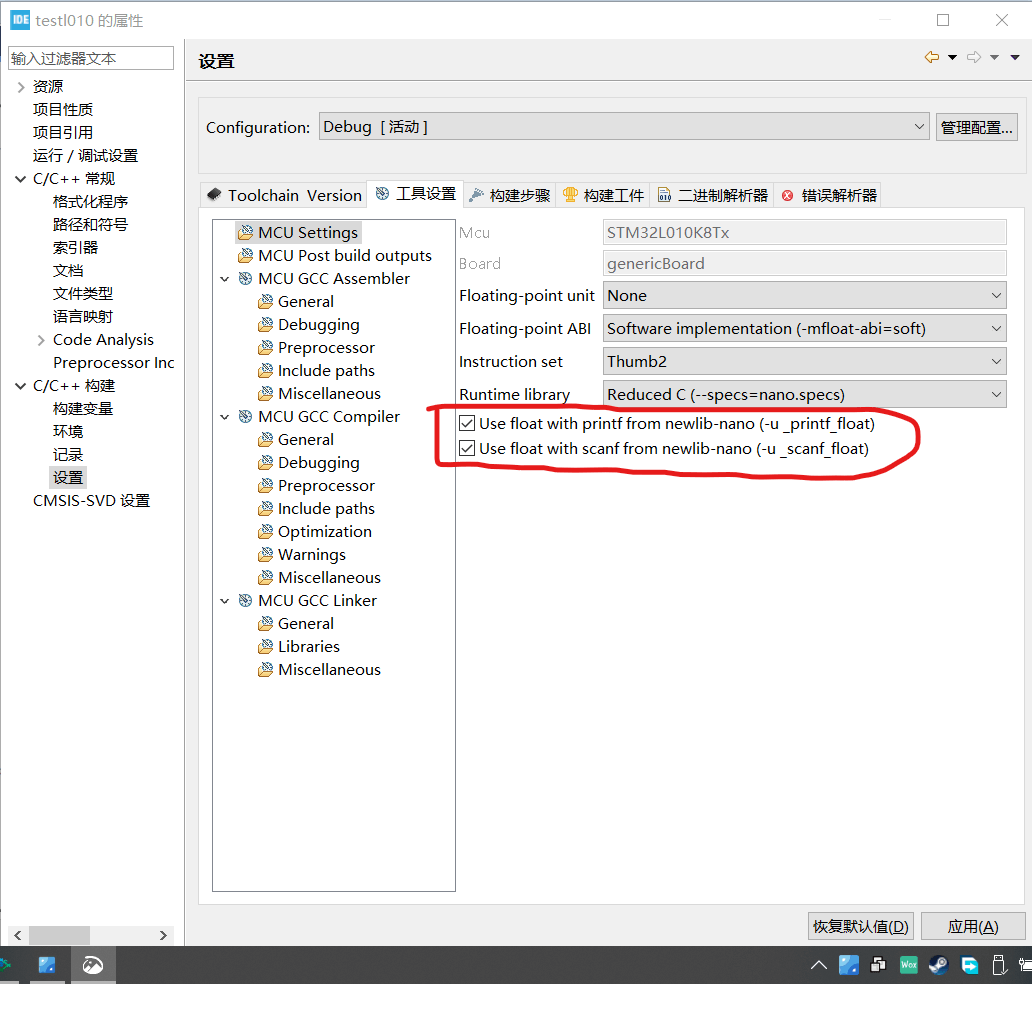 IDE testl010 的属性
输入过滤器文本
资源
项目性质
项目引用
运行 / 调试设置
C/C++ 常规
格式化程序
路径和符号
索引器
文档
文件类型
语言映射
Code Analysis
Preprocessor Inc
C/C++ 构建
构建变量
环境
记录
设置
CMSIS-SVD 设置
设置
Configuration: Debug [ 活动 ] 管理配置...
Toolchain Version 工具设置 构建步骤 构建工件 二进制解析器 错误解析器
MCU Settings
MCU Post build outputs
MCU GCC Assembler
General
Debugging
Preprocessor
Include paths
Miscellaneous
MCU GCC Compiler
General
Debugging
Preprocessor
Include paths
Optimization
Warnings
Miscellaneous
MCU GCC Linker
General
Libraries
Miscellaneous
Mcu STM32L010K8Tx
Board genericBoard
Floating-point unit None
Floating-point ABI Software implementation (-mfloat-abi=soft)
Instruction set Thumb2
Runtime library Reduced C (--specs=nano.specs)
Use float with printf from newlib-nano (-u _printf_float)
Use float with scanf from newlib-nano (-u _scanf_float)
恢复默认值(D) 应用(A)
Wox